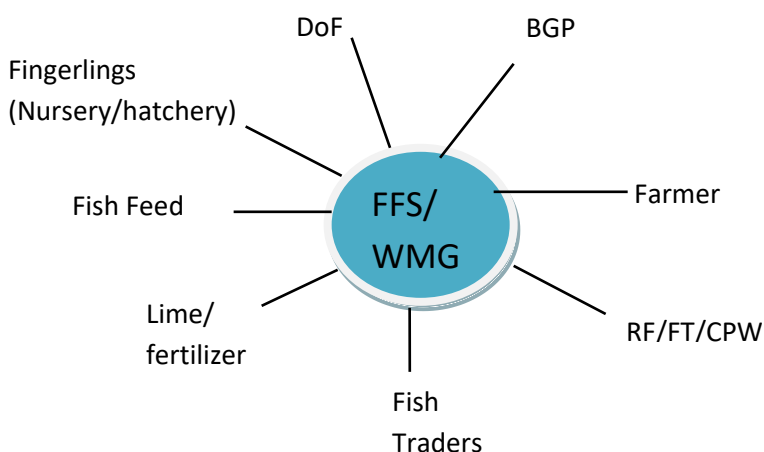 DoF
BGP
Fingerlings
(Nursery/hatchery)
Fish Feed
FFS/
WMG
Farmer
Lime/
fertilizer
RF/FT/CPW
Fish
Traders